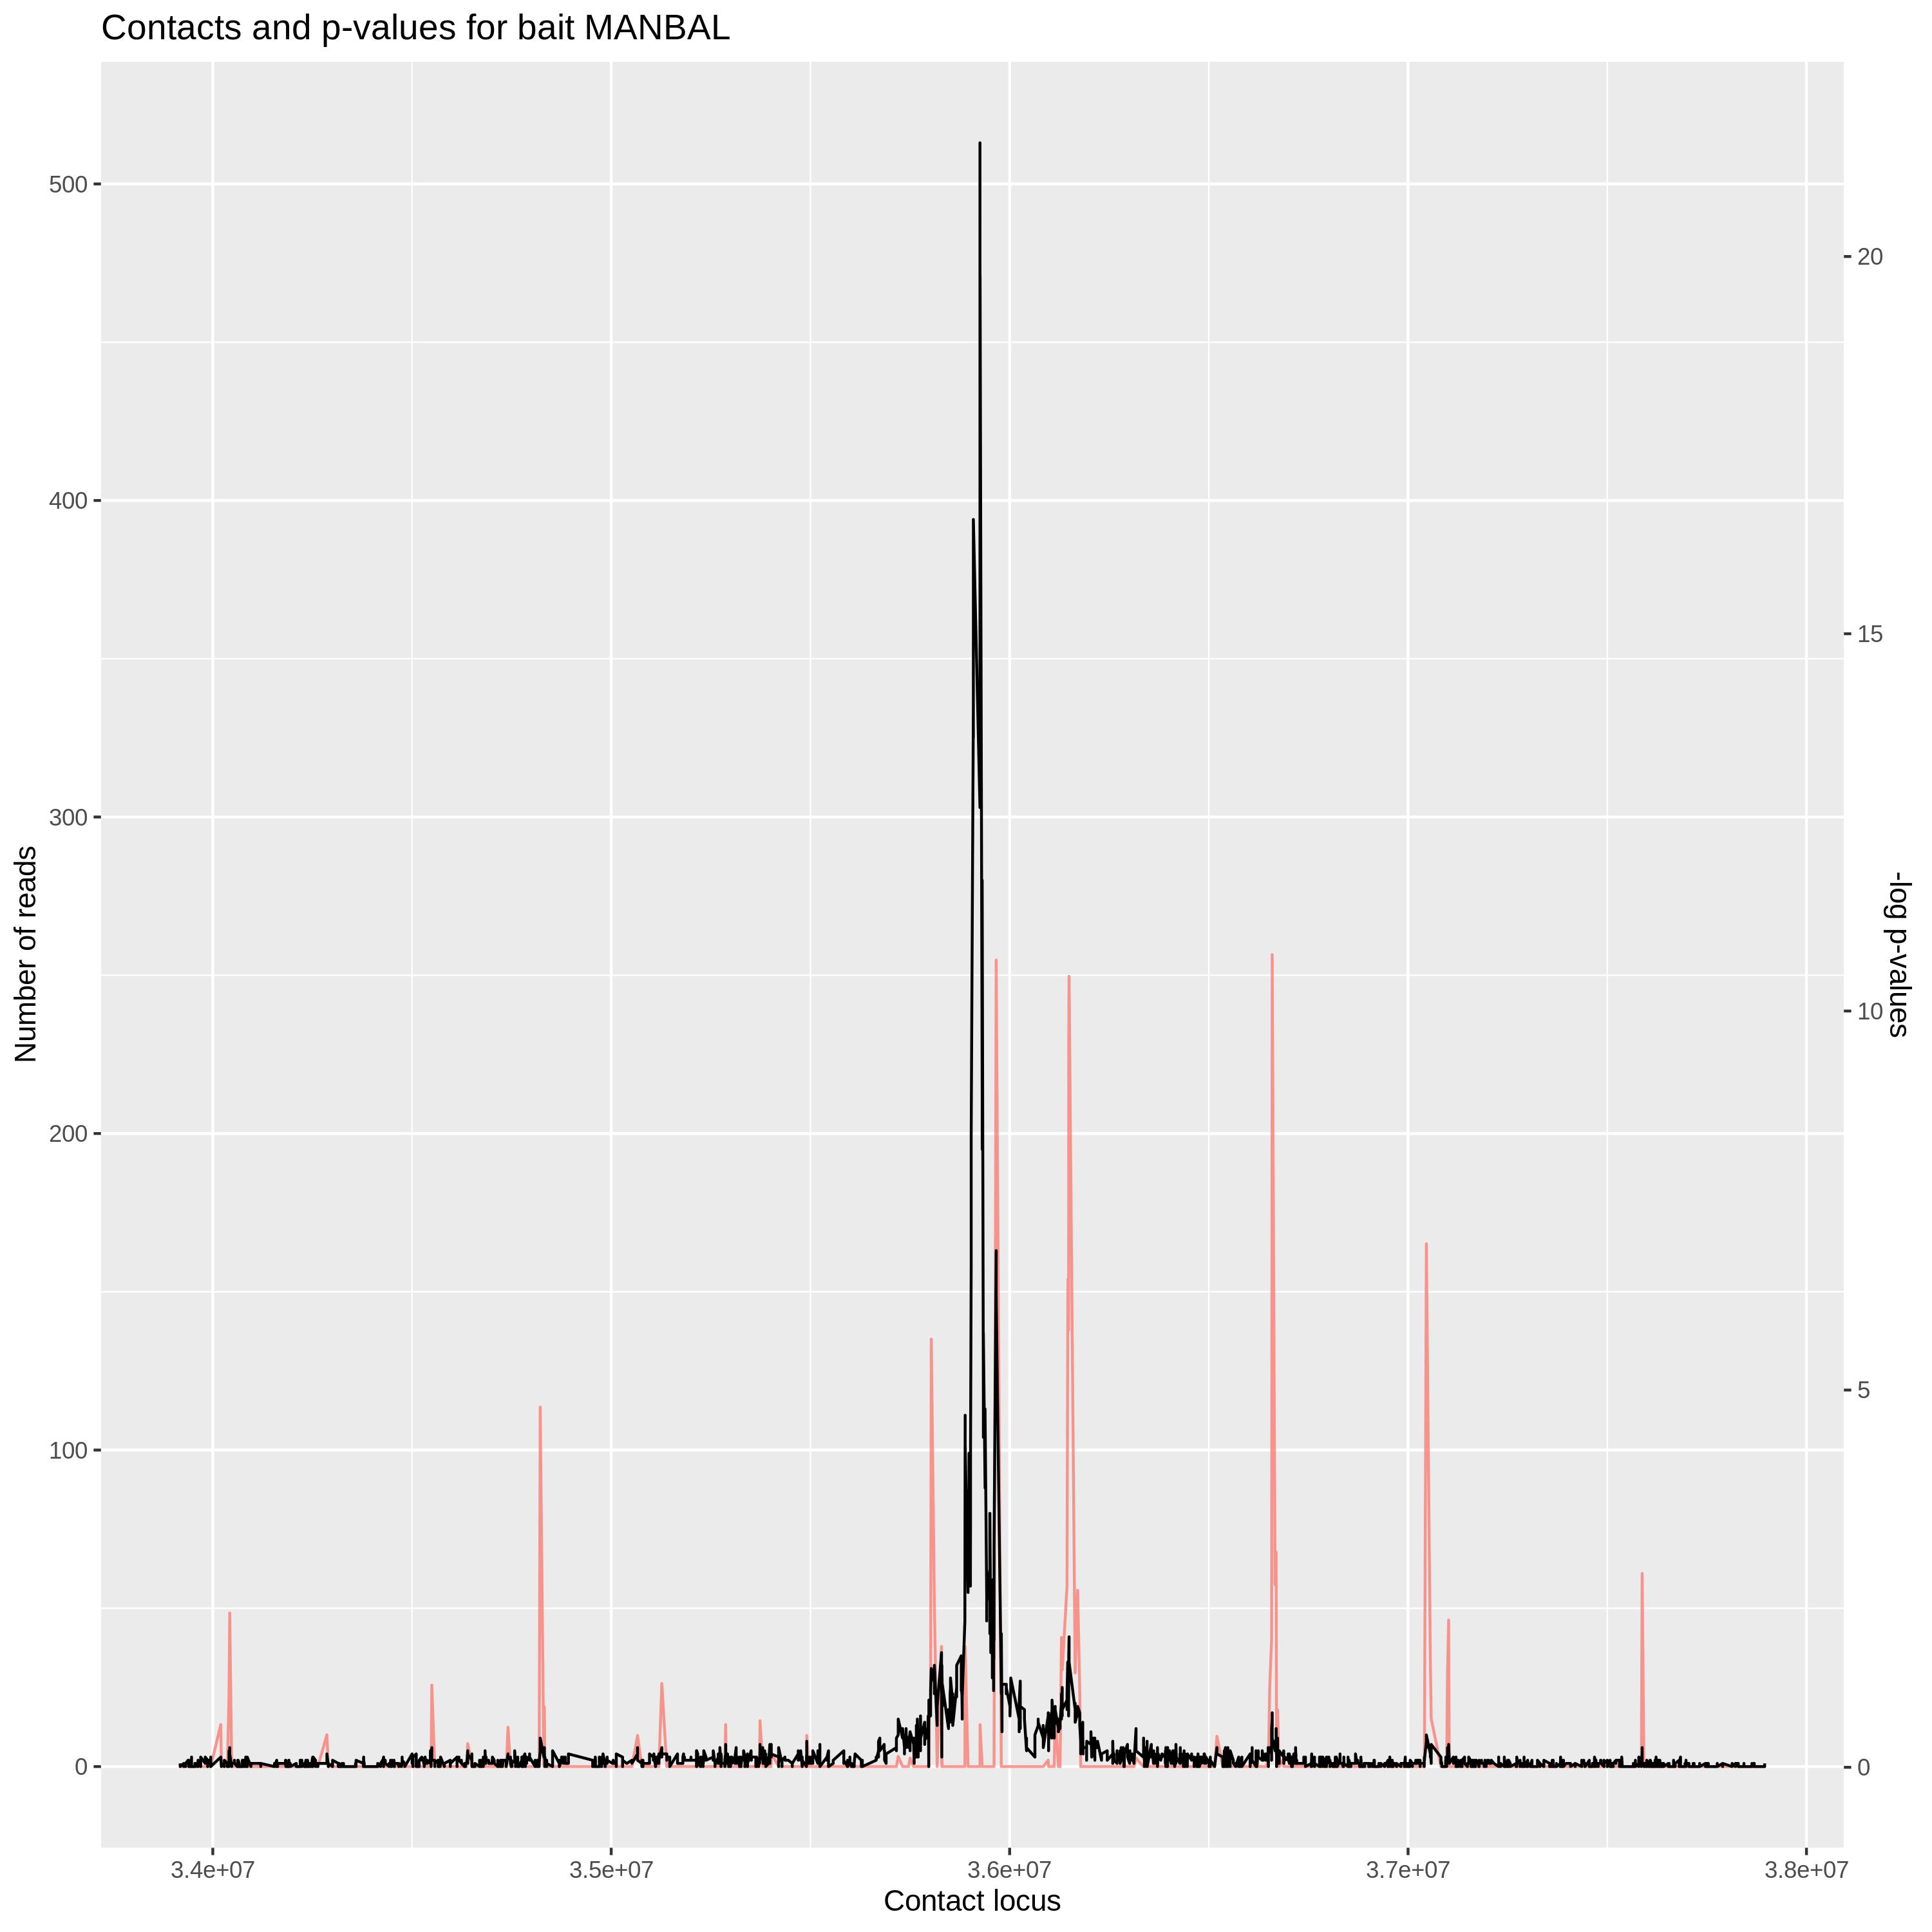 Contacts and p-values for bait MANBAL
500
400
300
200
100
0
Number of reads
20
15
10
5
0
-log p-values
3.4e+07
3.5e+07
3.6e+07
3.7e+07
3.8e+07
Contact locus